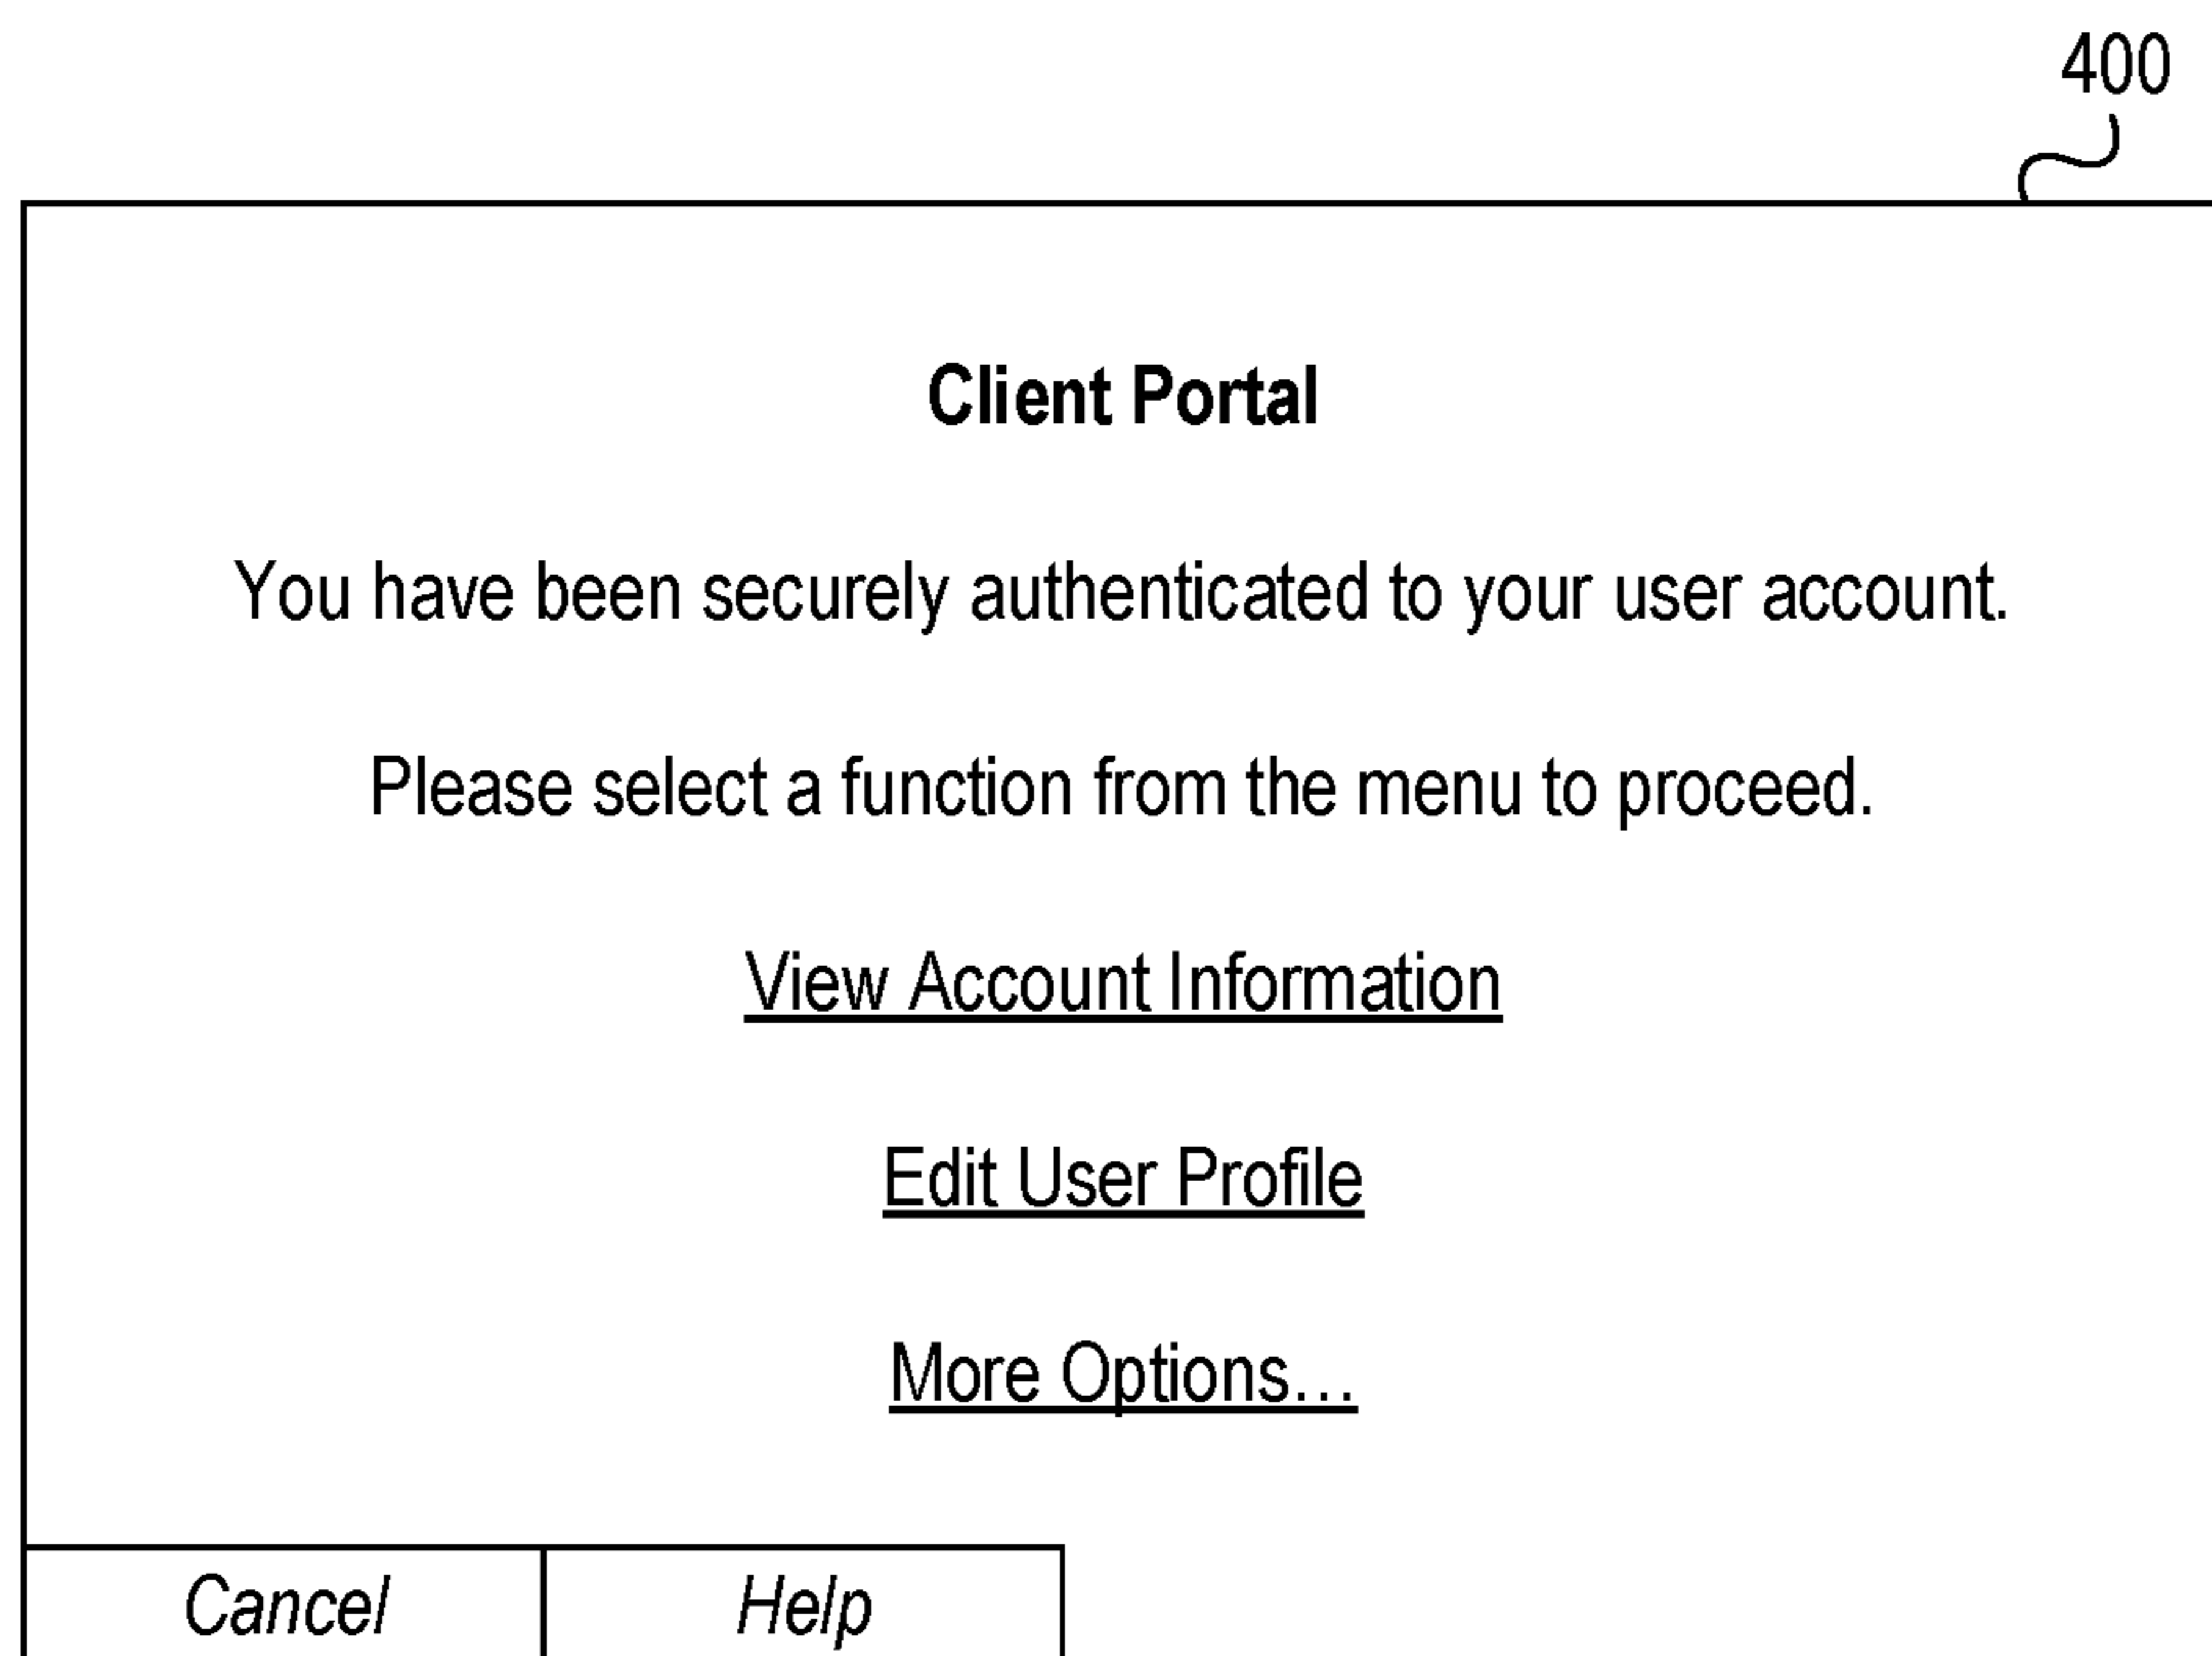 400
Client Portal
You have been securely authenticated to your user account.
Please select a function from the menu to proceed.
View Account Information
Edit User Profile
More Options...
Cancel Help